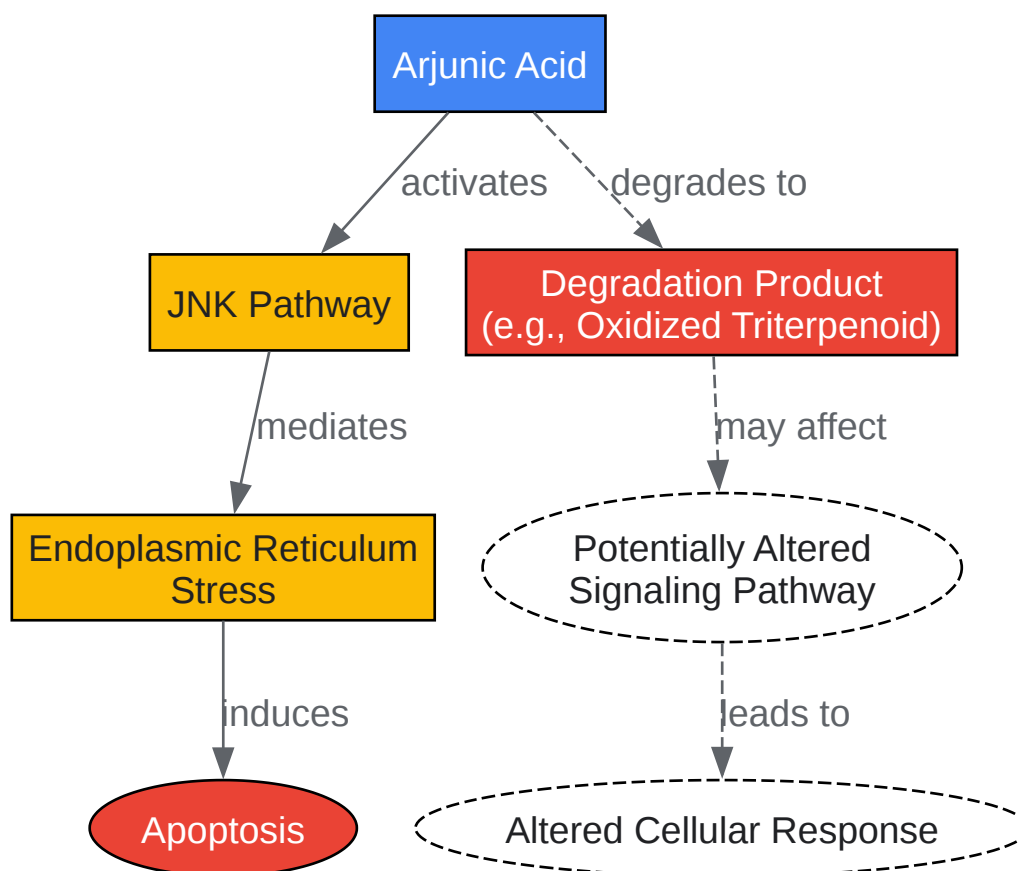 Arjunic Acid
activates
degrades to
JNK Pathway
Degradation Product
(e.g., Oxidized Triterpenoid)
mediates
may affect
Endoplasmic Reticulum
Stress
Potentially Altered
Signaling Pathway
induces
leads to
Apoptosis
Altered Cellular Response